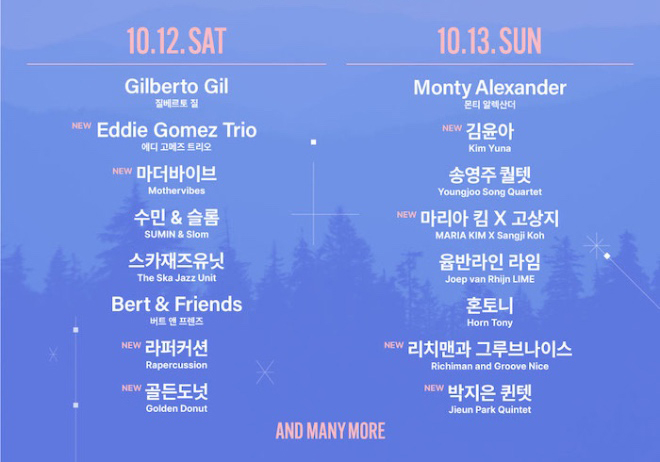 10.12.SAT
Gilberto Gil
질베르토 질
NEW Eddie Gomez Trio
에디 고메즈 트리오
NEW 마더바이브
Mothervibes
수민 & 슬롬
SUMIN & Slom
스카재즈유닛
The Ska Jazz Unit
Bert & Friends
버트 앤 프렌즈
NEW 라퍼커션
Rapercussion
NEW 골든도넛
Golden Donut
10.13.SUN
Monty Alexander
몬티 알렉산더
NEW 김윤아
Kim Yuna
송영주 퀄텟
Youngjoo Song Quartet
NEW 마리아 킴 X 고상지
MARIA KIM X Sangji Koh
윱반라인 라임
Joep van Rhijn LIME
혼토니
Horn Tony
NEW 리치맨과 그루브나이스
Richiman and Groove Nice
NEW 박지은 퀸텟
Jieun Park Quintet
AND MANY MORE